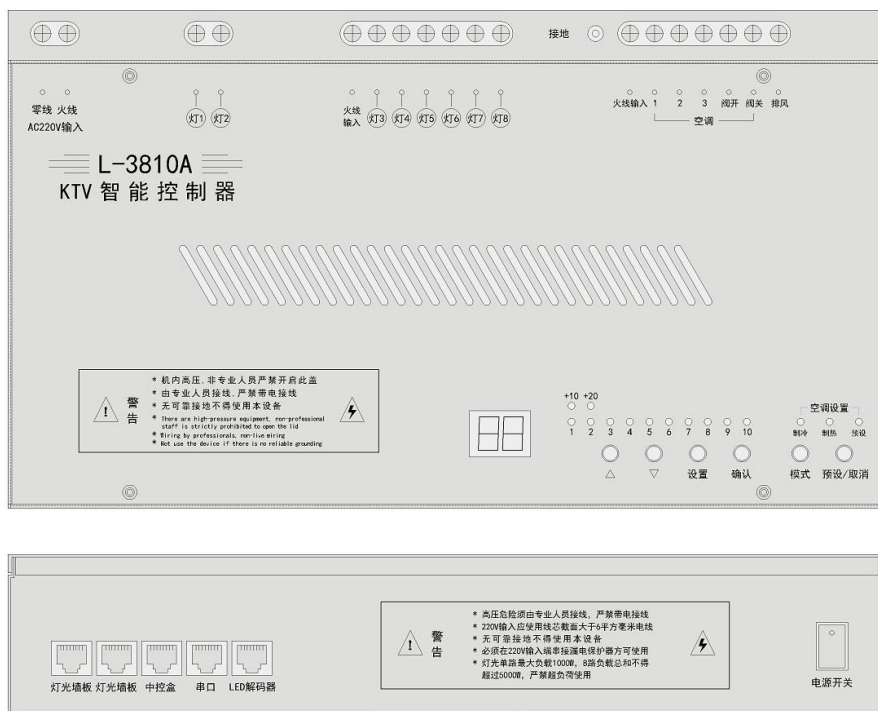 接地
零线 火线
AC220V输入
灯1 灯2
火线
输入 灯3 灯4 灯5 灯6 灯7 灯8
火线输入 1 2 3 阀开 阀关 排风
空调
L-3810A
KTV 智能控制器
警告
* 机内高压,非专业人员严禁开启此盖
* 由专业人员接线,严禁带电接线
* 无可靠接地不得使用本设备
* There are high-pressure equipment, non-professional
staff is strictly prohibited to open the lid
* Wiring by professionals, non-live wiring
* Not use the device if there is no reliable grounding
+10 +20
1 2 3 4 5 6 7 8 9 10
△ ▽ 设置 确认
空调设置
制冷 制热 预设
模式 预设/取消
警告
* 高压危险须由专业人员接线，严禁带电接线
* 220V输入应使用线芯截面大于6平方毫米电线
* 无可靠接地不得使用本设备
* 必须在220V输入端串接漏电保护器方可使用
* 灯光单路最大负载1000W，8路负载总和不得
超过5000W，严禁超负荷使用
灯光墙板 灯光墙板 中控盒 串口 LED解码器
电源开关